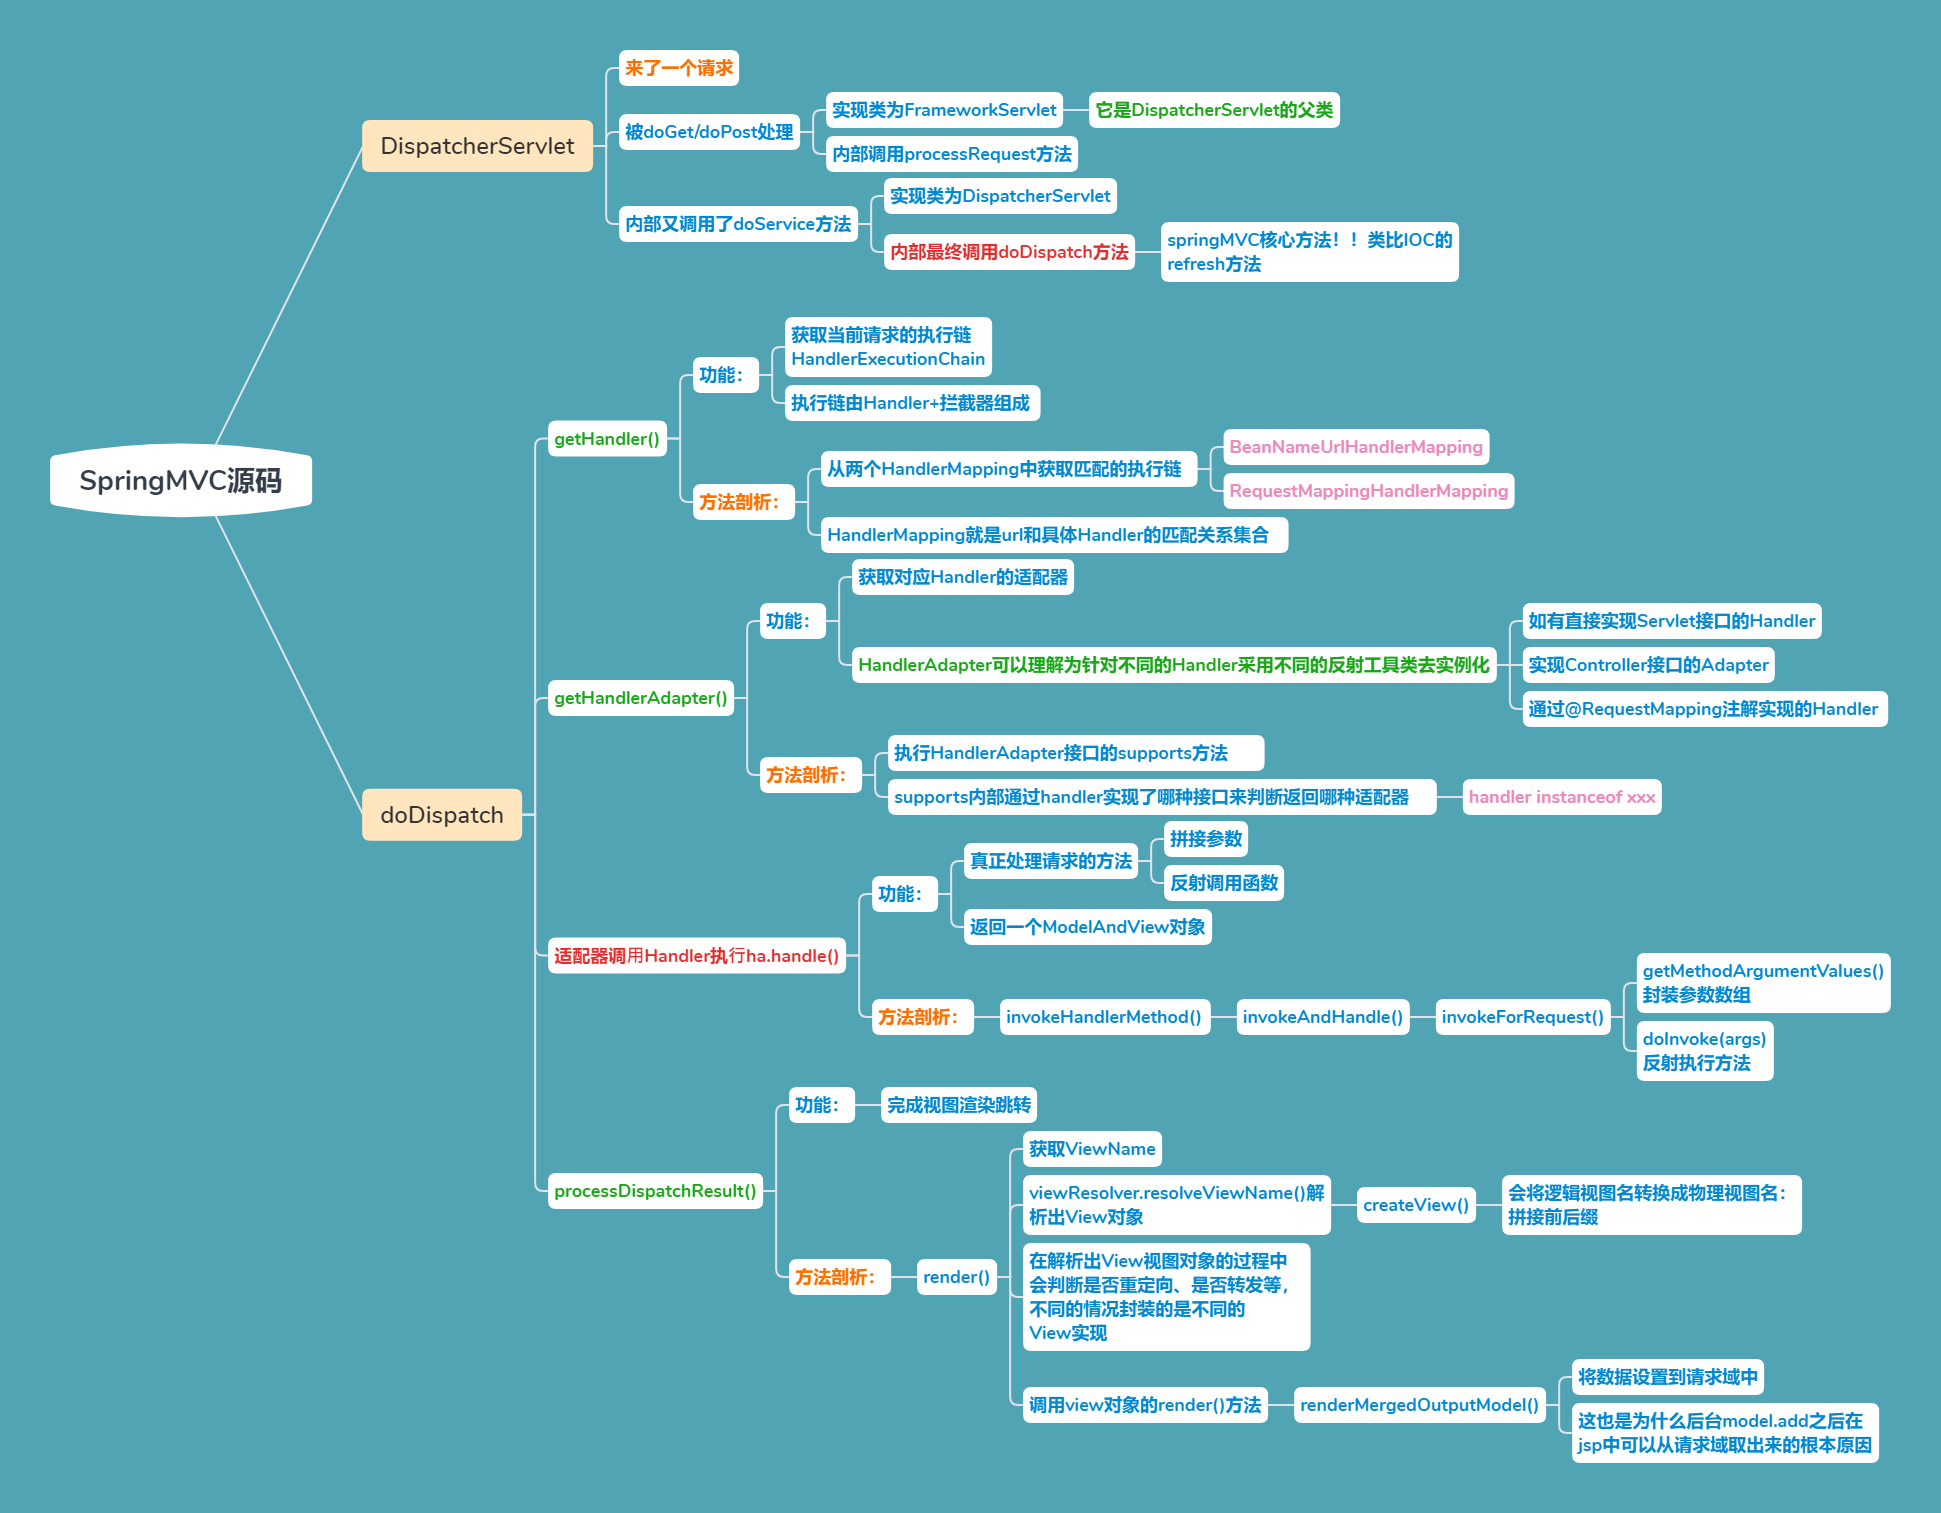 SpringMVC源码
DispatcherServlet
来了一个请求
被doGet/doPost处理
实现类为FrameworkServlet
它是DispatcherServlet的父类
内部调用processRequest方法
内部又调用了doService方法
实现类为DispatcherServlet
内部最终调用doDispatch方法
springMVC核心方法！！类比IOC的
refresh方法
doDispatch
getHandler()
功能：
获取当前请求的执行链
HandlerExecutionChain
执行链由Handler+拦截器组成
方法剖析：
从两个HandlerMapping中获取匹配的执行链
BeanNameUrlHandlerMapping
RequestMappingHandlerMapping
HandlerMapping就是url和具体Handler的匹配关系集合
getHandlerAdapter()
功能：
获取对应Handler的适配器
HandlerAdapter可以理解为针对不同的Handler采用不同的反射工具类去实例化
如有直接实现Servlet接口的Handler
实现Controller接口的Adapter
通过@RequestMapping注解实现的Handler
方法剖析：
执行HandlerAdapter接口的supports方法
supports内部通过handler实现了哪种接口来判断返回哪种适配器
handler instanceof xxx
适配器调用Handler执行ha.handle()
功能：
真正处理请求的方法
拼接参数
反射调用函数
返回一个ModelAndView对象
方法剖析：
invokeHandlerMethod()
invokeAndHandle()
invokeForRequest()
getMethodArgumentValues()
封装参数数组
doInvoke(args)
反射执行方法
processDispatchResult()
功能：
完成视图渲染跳转
方法剖析：
render()
获取ViewName
viewResolver.resolveViewName()解
析出View对象
createView()
会将逻辑视图名转换成物理视图名：
拼接前后缀
在解析出View视图对象的过程中
会判断是否重定向、是否转发等，
不同的情况封装的是不同的
View实现
调用view对象的render()方法
renderMergedOutputModel()
将数据设置到请求域中
这也是为什么后台model.add之后在
jsp中可以从请求域取出来的根本原因